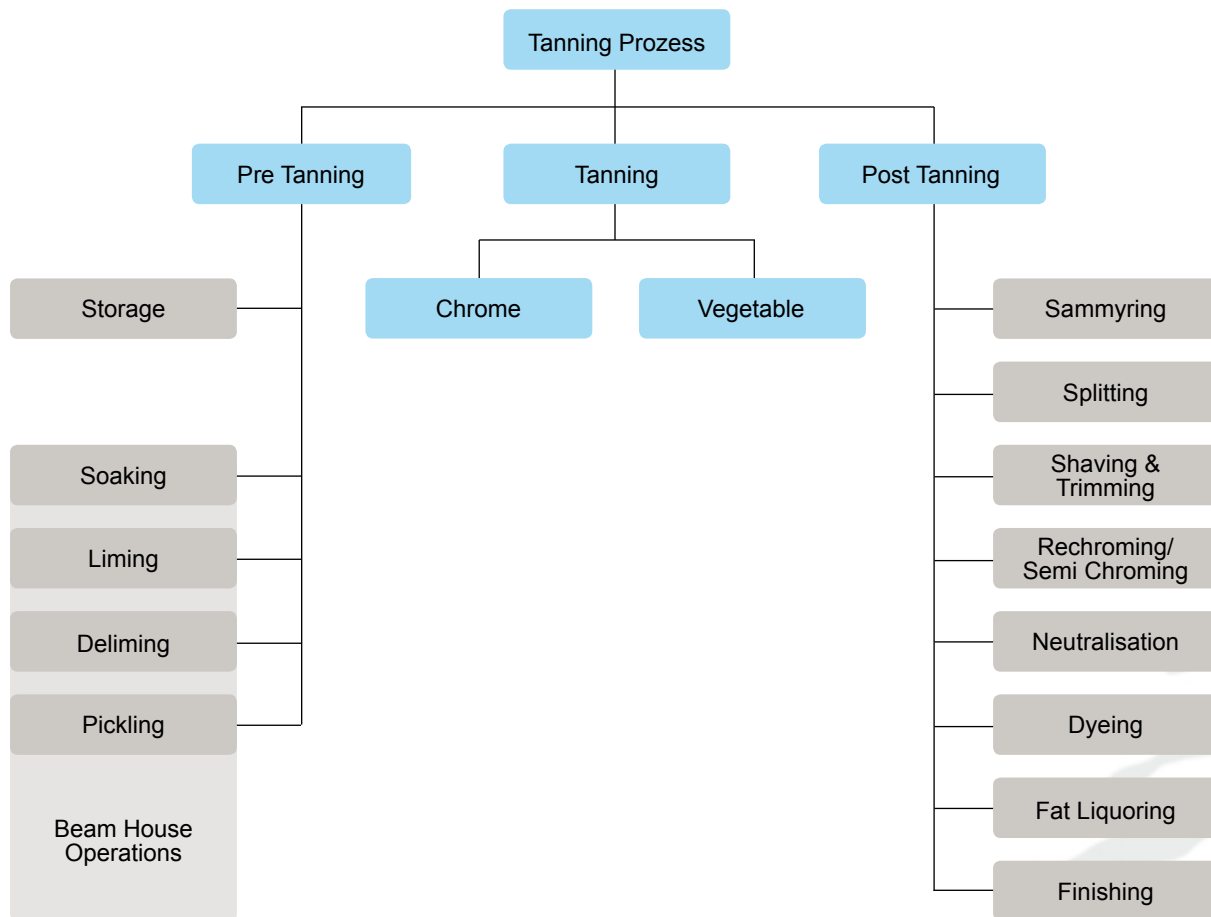 Tanning Prozess
Pre Tanning
Tanning
Post Tanning
Chrome
Vegetable
Storage
Soaking
Liming
Deliming
Pickling
Beam House
Operations
Sammyring
Splitting
Shaving &
Trimming
Rechroming/
Semi Chroming
Neutralisation
Dyeing
Fat Liquoring
Finishing